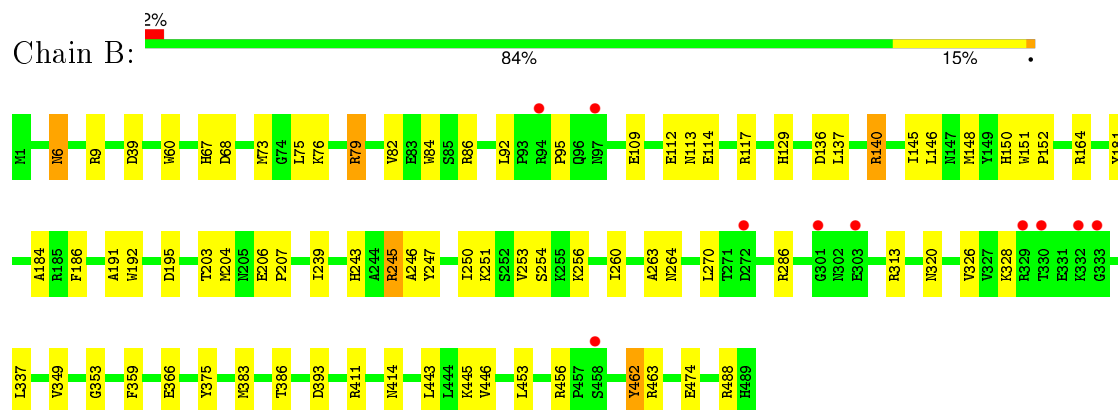 2%
Chain B:
84% 15% •
M1 N6 R9 D39 W60 H67 D68 M73 G74 L75 K76 R79 V82 E83 W84 S85 R86 L92 P93 R94 P95 Q96 N97 E109 E112 N113 E114 R117 H129 D136 L137 R140 I145 L146 N147 M148 Y149 H150 W151 P152 R164 Y181
A184 R185 F186 A191 W192 D195 T203 M204 N205 E206 P207 I239 H243 A244 R245 A246 Y247 I250 K251 S252 V253 S254 K255 K256 I260 A263 N264 L270 T271 D272 R286 G301 N302 E303 R313 N320 V326 V327 K328 R329 T330 E331 K332 G333
L337 V349 G353 F359 E366 Y375 M383 T386 D393 R411 N414 L443 L444 K445 V446 L453 R456 P457 S458 Y462 R463 E474 R488 H489